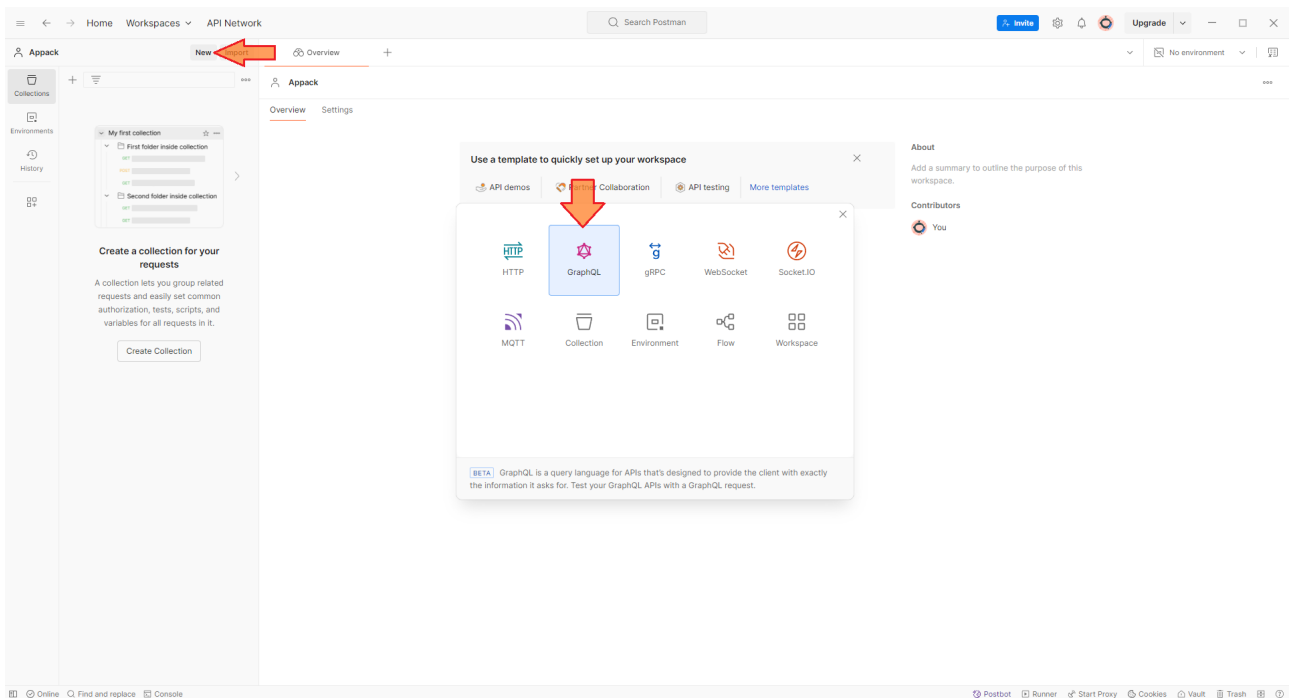 Home Workspaces API Network
Search Postman
Invite
Upgrade
Appack
New Import
Overview
No environment
Collections
Environments
History
My first collection
First folder inside collection
GET
POST
GET
Second folder inside collection
GET
GET
Create a collection for your
requests
A collection lets you group related
requests and easily set common
authorization, tests, scripts, and
variables for all requests in it.
Create Collection
Appack
Overview Settings
Use a template to quickly set up your workspace
API demos
Collaboration
API testing
More templates
HTTP
HTTP
GraphQL
g
gRPC
WebSocket
Socket.IO
MQTT
Collection
Environment
Flow
Workspace
BETA GraphQL is a query language for APIs that's designed to provide the client with exactly
the information it asks for. Test your GraphQL APIs with a GraphQL request.
About
Add a summary to outline the purpose of this
workspace.
Contributors
You
Online Find and replace Console
Postbot Runner Start Proxy Cookies Vault Trash